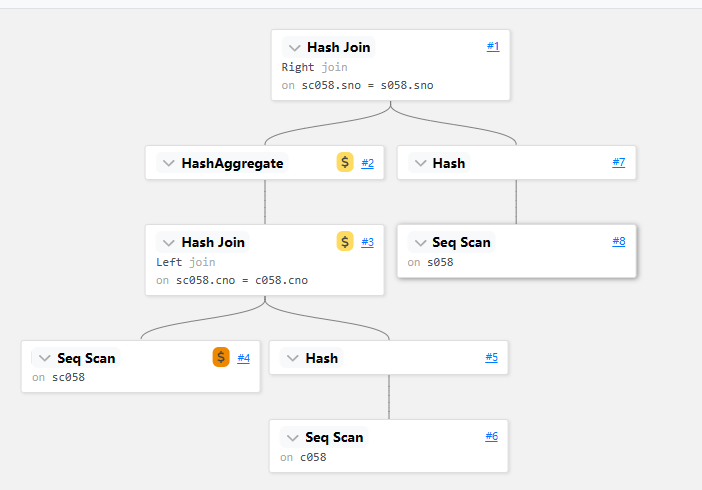 Hash Join #1
Right join
on sc058.sno = s058.sno
HashAggregate $ #2
Hash #7
Hash Join $ #3
Left join
on sc058.cno = c058.cno
Seq Scan #8
on s058
Seq Scan $ #4
on sc058
Hash #5
Seq Scan #6
on c058